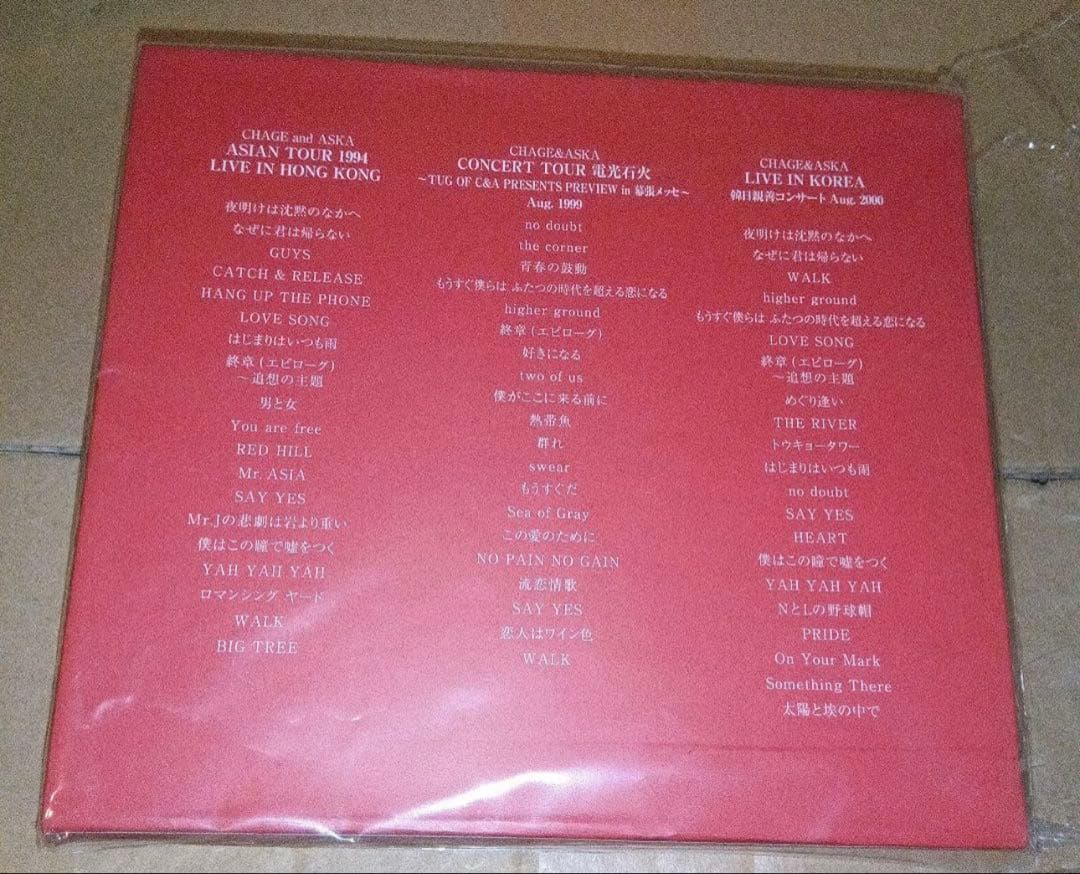 CHAGE and ASKA
ASIAN TOUR 1994
LIVE IN HONG KONG
夜明けは沈黙のなかへ
なぜに君は帰らない
GUYS
CATCH & RELEASE
HANG UP THE PHONE
LOVE SONG
はじまりはいつも雨
終章 (エピローグ)
～追想の主題
男と女
You are free
RED HILL
Mr. ASIA
SAY YES
Mr.Jの悲劇は岩より重い
僕はこの瞳で嘘をつく
YAH YAH YAH
ロマンシング ヤード
WALK
BIG TREE
CHAGE&ASKA
CONCERT TOUR 電光石火
～TUG OF C&A PRESENTS PREVIEW in 幕張メッセ～
Aug. 1999
no doubt
the corner
青春の鼓動
もうすぐ僕らは ふたつの時代を超える恋になる
higher ground
終章 (エピローグ)
好きになる
two of us
僕がここに来る前に
熱帯魚
群れ
swear
もうすぐだ
Sea of Gray
この愛のために
NO PAIN NO GAIN
流恋情歌
SAY YES
恋人はワイン色
WALK
CHAGE&ASKA
LIVE IN KOREA
韓日親善コンサート Aug. 2000
夜明けは沈黙のなかへ
なぜに君は帰らない
WALK
higher ground
もうすぐ僕らは ふたつの時代を超える恋になる
LOVE SONG
終章 (エピローグ)
～追想の主題
めぐり逢い
THE RIVER
トウキョータワー
はじまりはいつも雨
no doubt
SAY YES
HEART
僕はこの瞳で嘘をつく
YAH YAH YAH
NとLの野球帽
PRIDE
On Your Mark
Something There
太陽と埃の中で